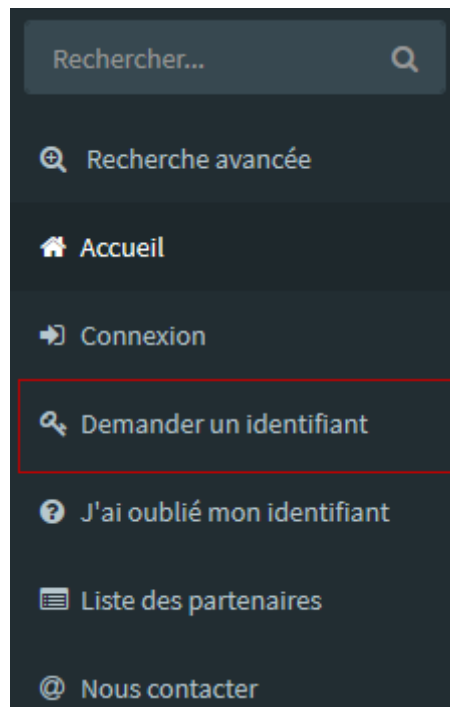 Rechercher...
Recherche avancée
Accueil
Connexion
Demander un identifiant
J'ai oublié mon identifiant
Liste des partenaires
@ Nous contacter